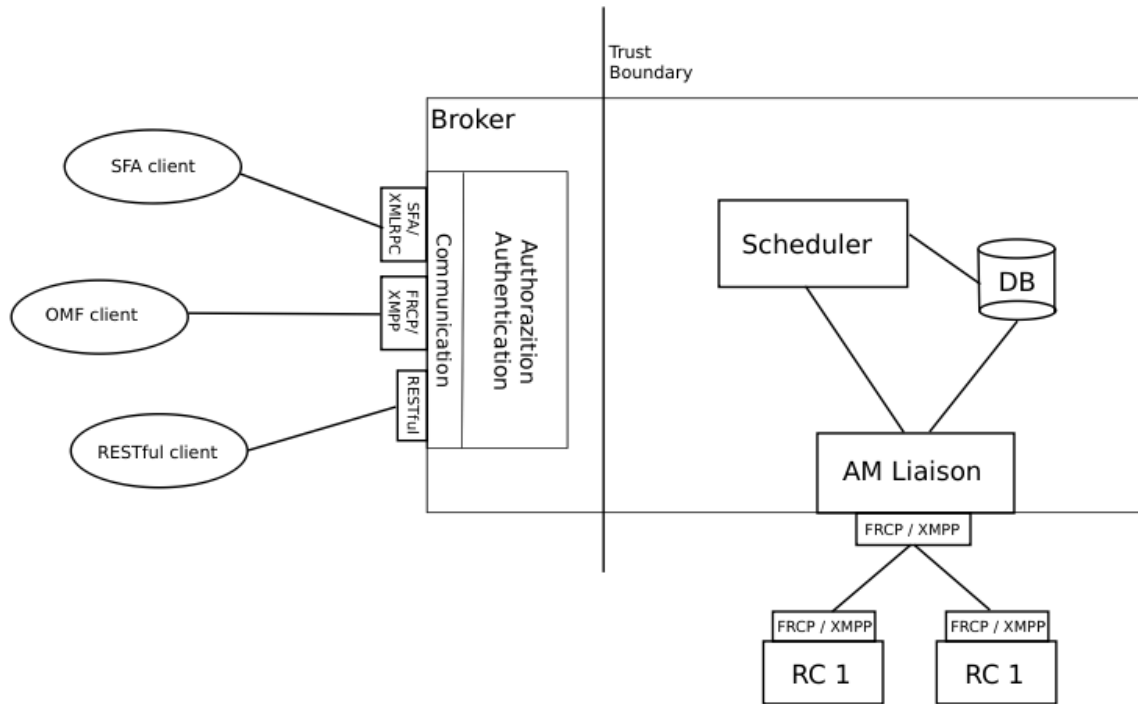 Trust
Boundary
Broker
SFA client
SFA/
XMLRPC
OMF client
FRCP/
XMPP
RESTful client
RESTful
Communication
Authorazition
Authentication
Scheduler
DB
AM Liaison
FRCP / XMPP
FRCP / XMPP
RC 1
FRCP / XMPP
RC 1